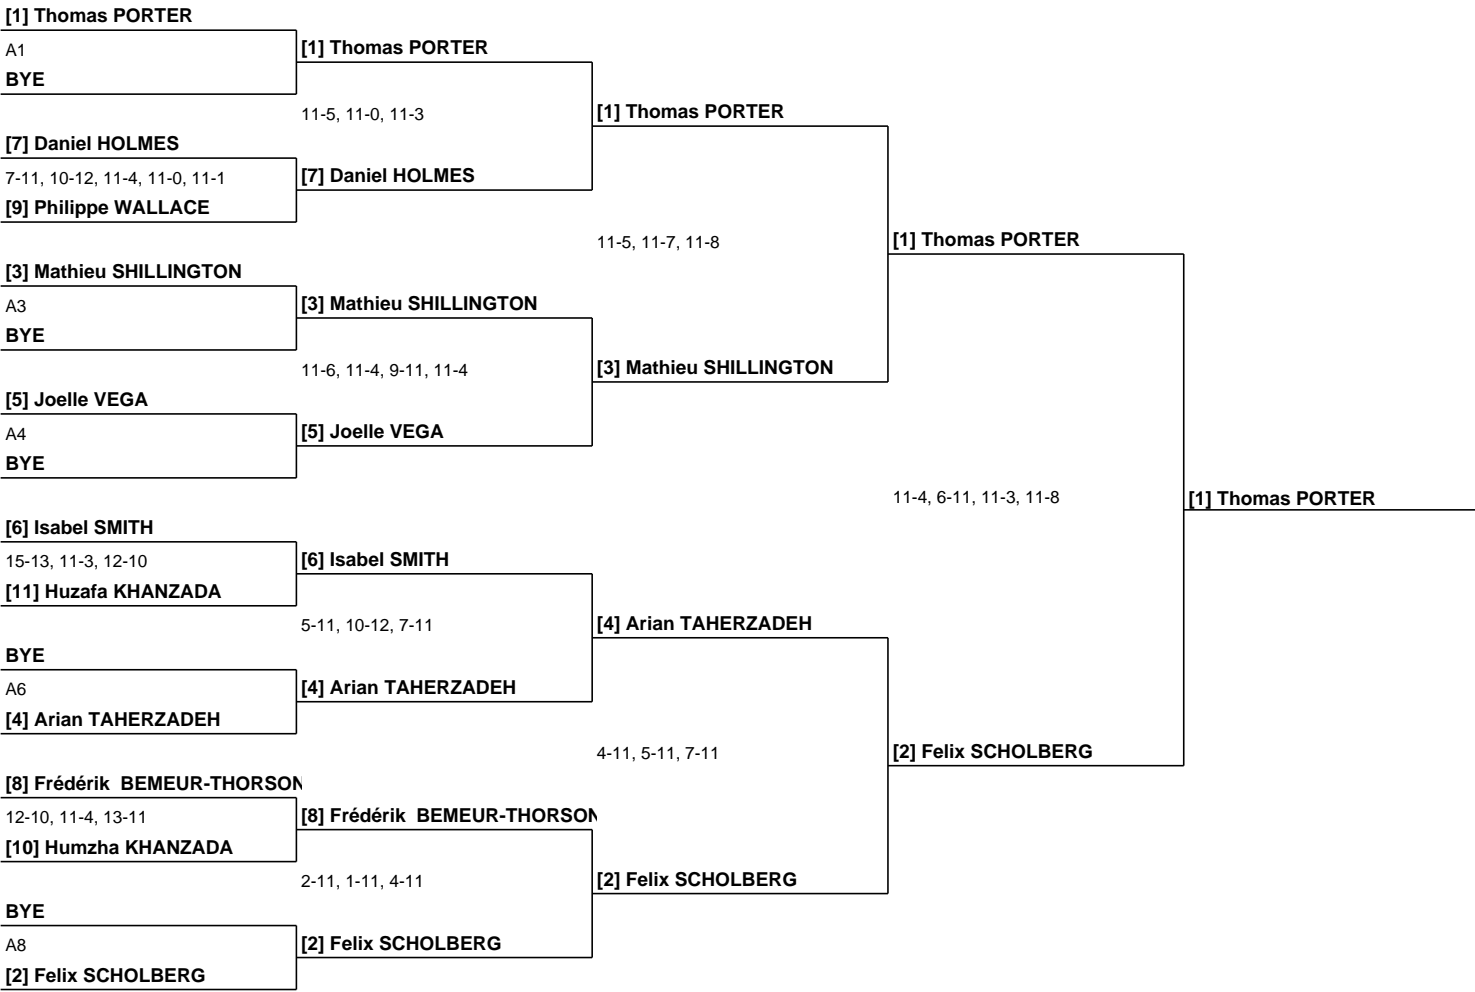 [1] Thomas PORTER
A1
BYE
[7] Daniel HOLMES
7-11, 10-12, 11-4, 11-0, 11-1
[9] Philippe WALLACE
[3] Mathieu SHILLINGTON
A3
BYE
[5] Joelle VEGA
A4
BYE
[6] Isabel SMITH
15-13, 11-3, 12-10
[11] Huzafa KHANZADA
BYE
A6
[4] Arian TAHERZADEH
[8] Frédérik  BEMEUR-THORSON
12-10, 11-4, 13-11
[10] Humzha KHANZADA
BYE
A8
[2] Felix SCHOLBERG
[1] Thomas PORTER
11-5, 11-0, 11-3
[7] Daniel HOLMES
[3] Mathieu SHILLINGTON
11-6, 11-4, 9-11, 11-4
[5] Joelle VEGA
[6] Isabel SMITH
5-11, 10-12, 7-11
[4] Arian TAHERZADEH
[8] Frédérik  BEMEUR-THORSON
2-11, 1-11, 4-11
[2] Felix SCHOLBERG
[1] Thomas PORTER
11-5, 11-7, 11-8
[3] Mathieu SHILLINGTON
[4] Arian TAHERZADEH
4-11, 5-11, 7-11
[2] Felix SCHOLBERG
[1] Thomas PORTER
11-4, 6-11, 11-3, 11-8
[2] Felix SCHOLBERG
[1] Thomas PORTER